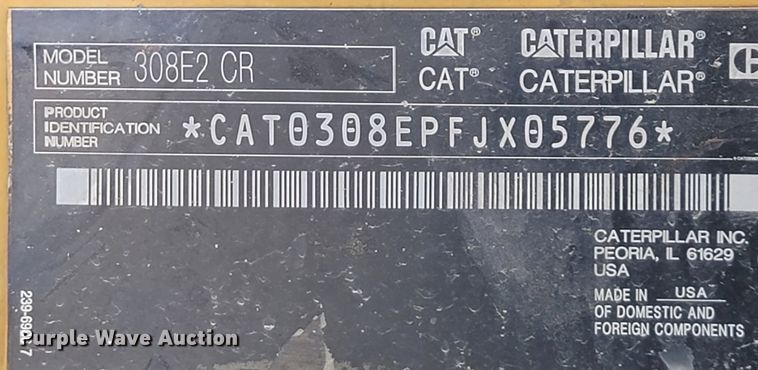 MODEL NUMBER 308E2 CR
CAT® CATERPILLAR®
CAT® CATERPILLAR®
PRODUCT IDENTIFICATION NUMBER *CAT0308EPFJX05776*
CATERPILLAR INC.
PEORIA, IL 61629
USA
MADE IN USA
OF DOMESTIC AND
FOREIGN COMPONENTS
Purple Wave Auction